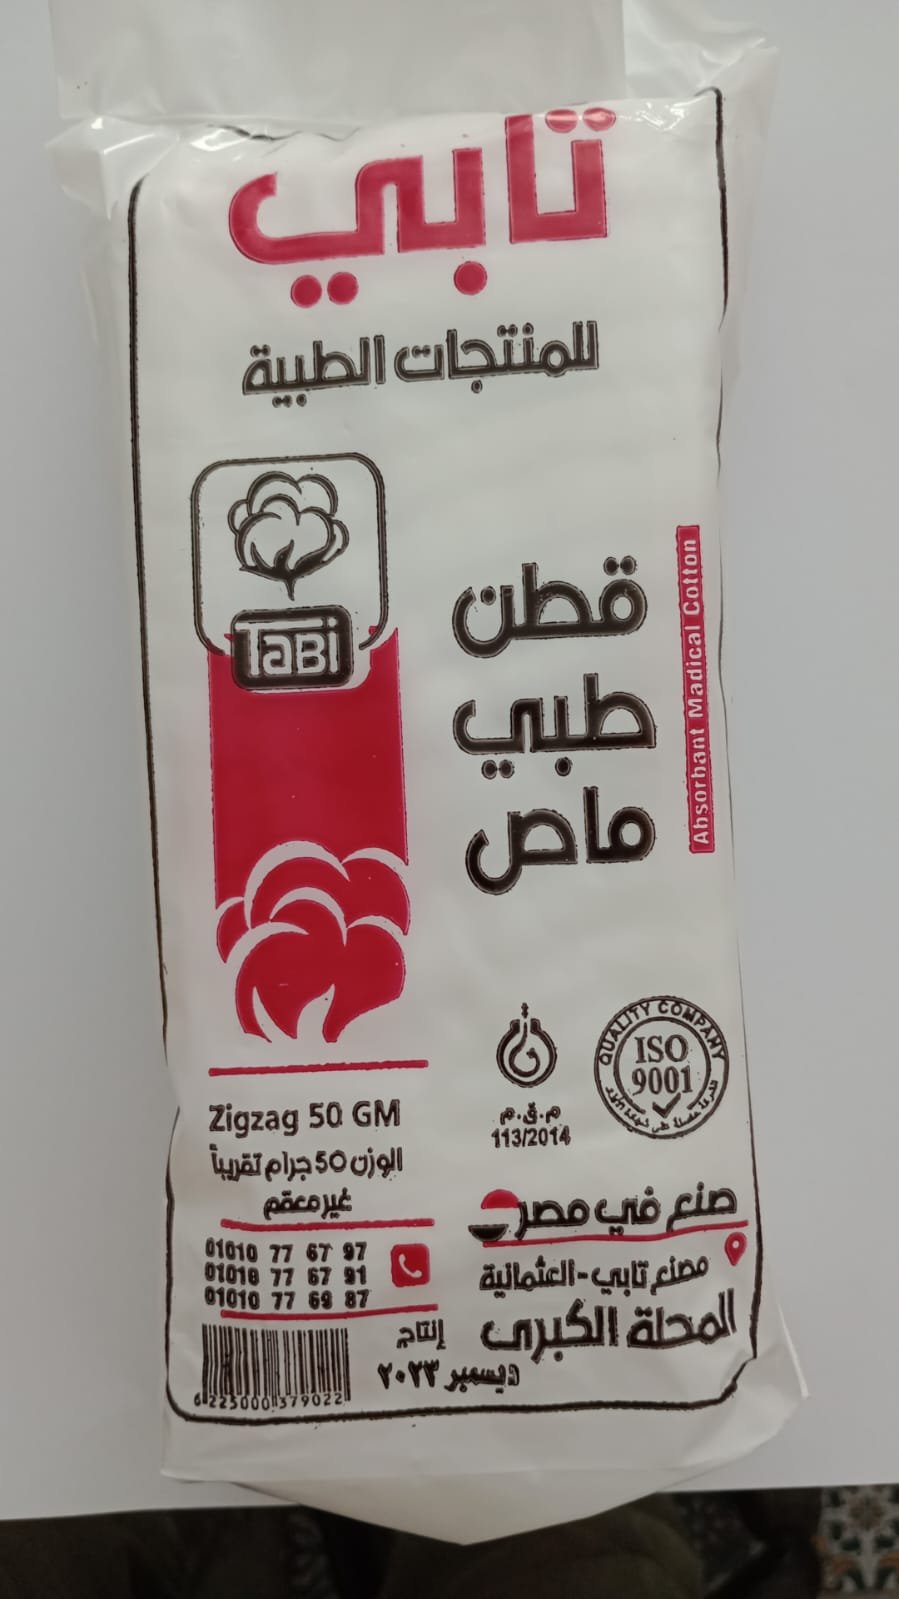 تابي
للمنتجات الطبية
TaBi
قطن
طبي
ماص
Absorbant Madical Cotton
QUALITY COMPANY
ISO
9001
م.ق.م
113/2014
Zigzag 50 GM
الوزن 50 جرام تقريباً
غير معقم
01010 77 67 97
01018 77 67 91
01010 77 69 87
صنع في مصر
مصنع تابي-العثمانية
المحلة الكبرى
إنتاج
ديسمبر ٢٠٢٣
6225000379022